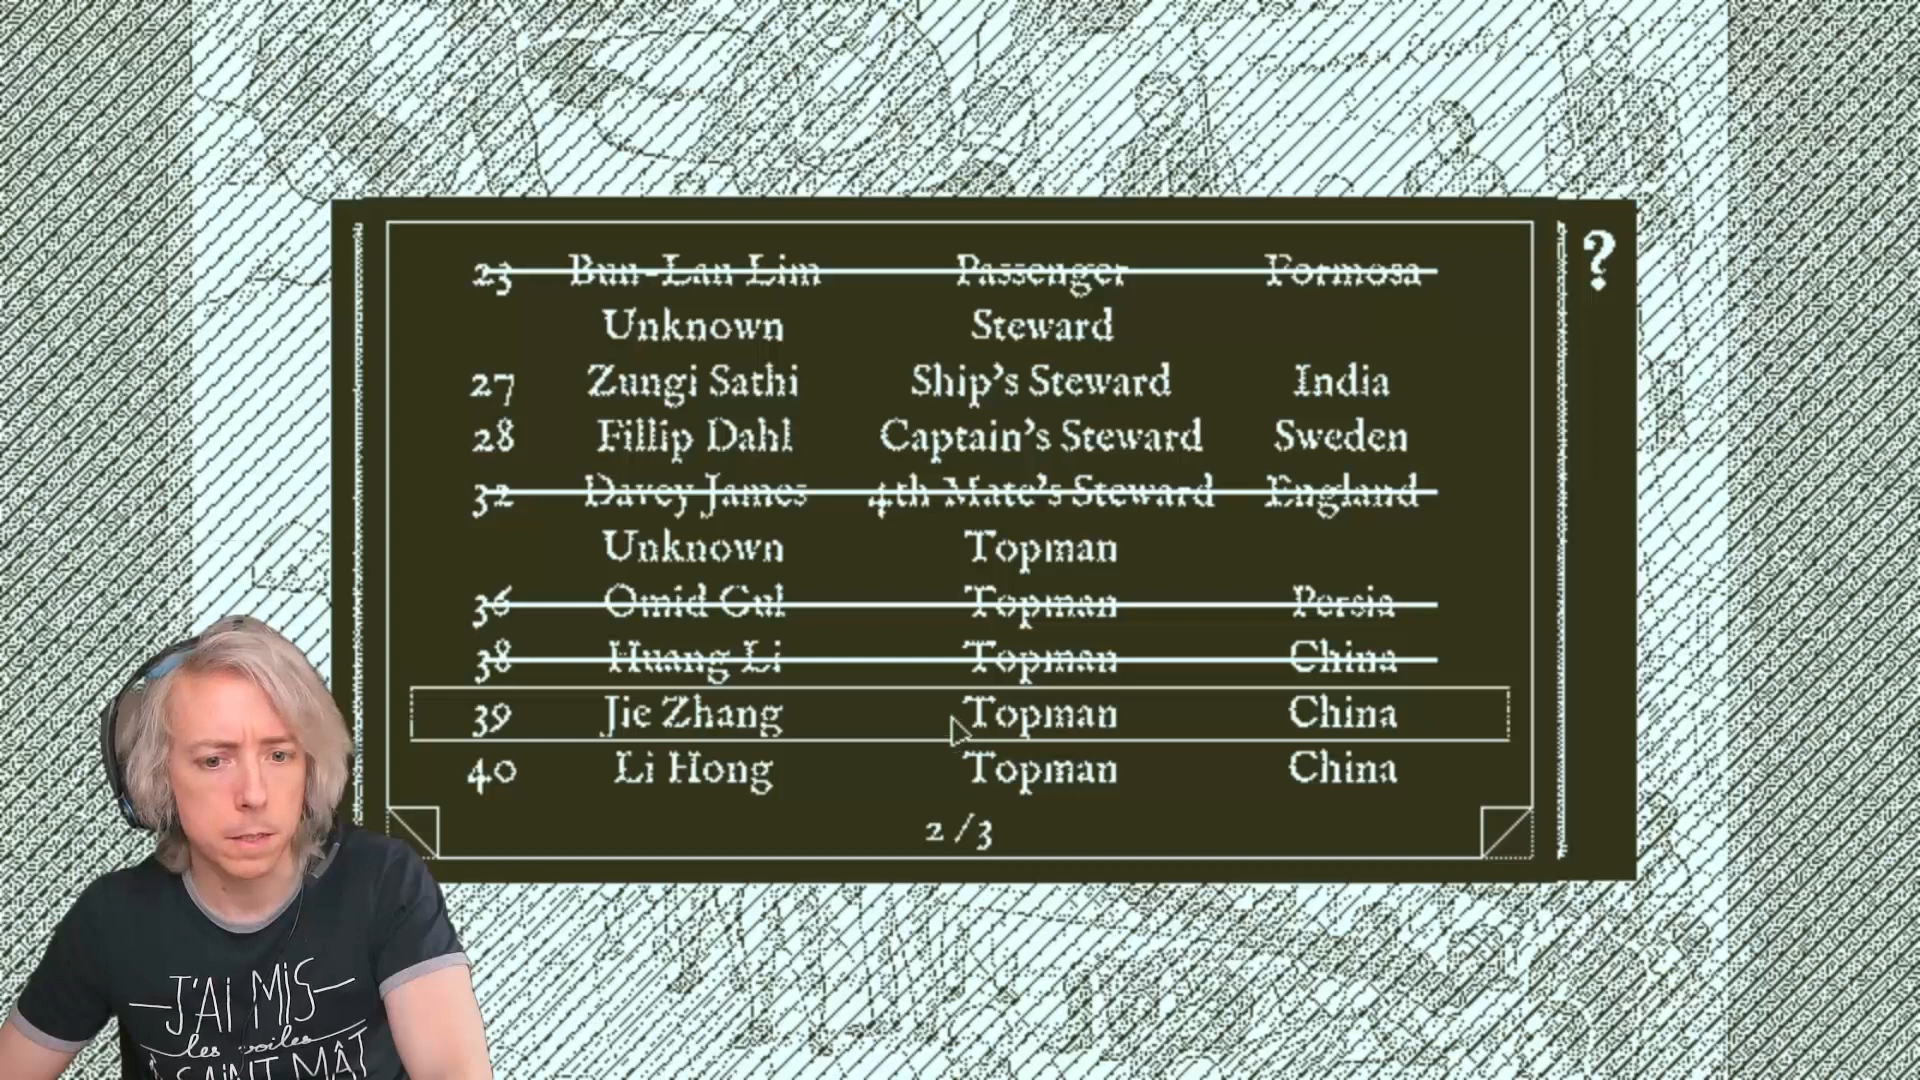 ?
23 Bun-Lan Lim Passenger Formosa
Unknown Steward
27 Zungi Sathi Ship's Steward India
28 Fillip Dahl Captain's Steward Sweden
32 Davey James 4th Mate's Steward England
Unknown Topman
36 Omid Gul Topman Persia
38 Huang Li Topman China
39 Jie Zhang Topman China
40 Li Hong Topman China
2/3
J'AI MIS
les voiles
SAINT MÂT